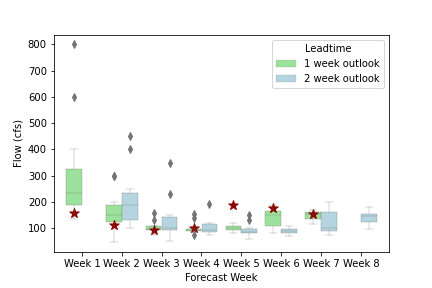 Leadtime
1 week outlook
2 week outlook
800
700
600
500
400
300
200
100
Flow (cfs)
Week 1 Week 2 Week 3 Week 4 Week 5 Week 6 Week 7 Week 8
Forecast Week